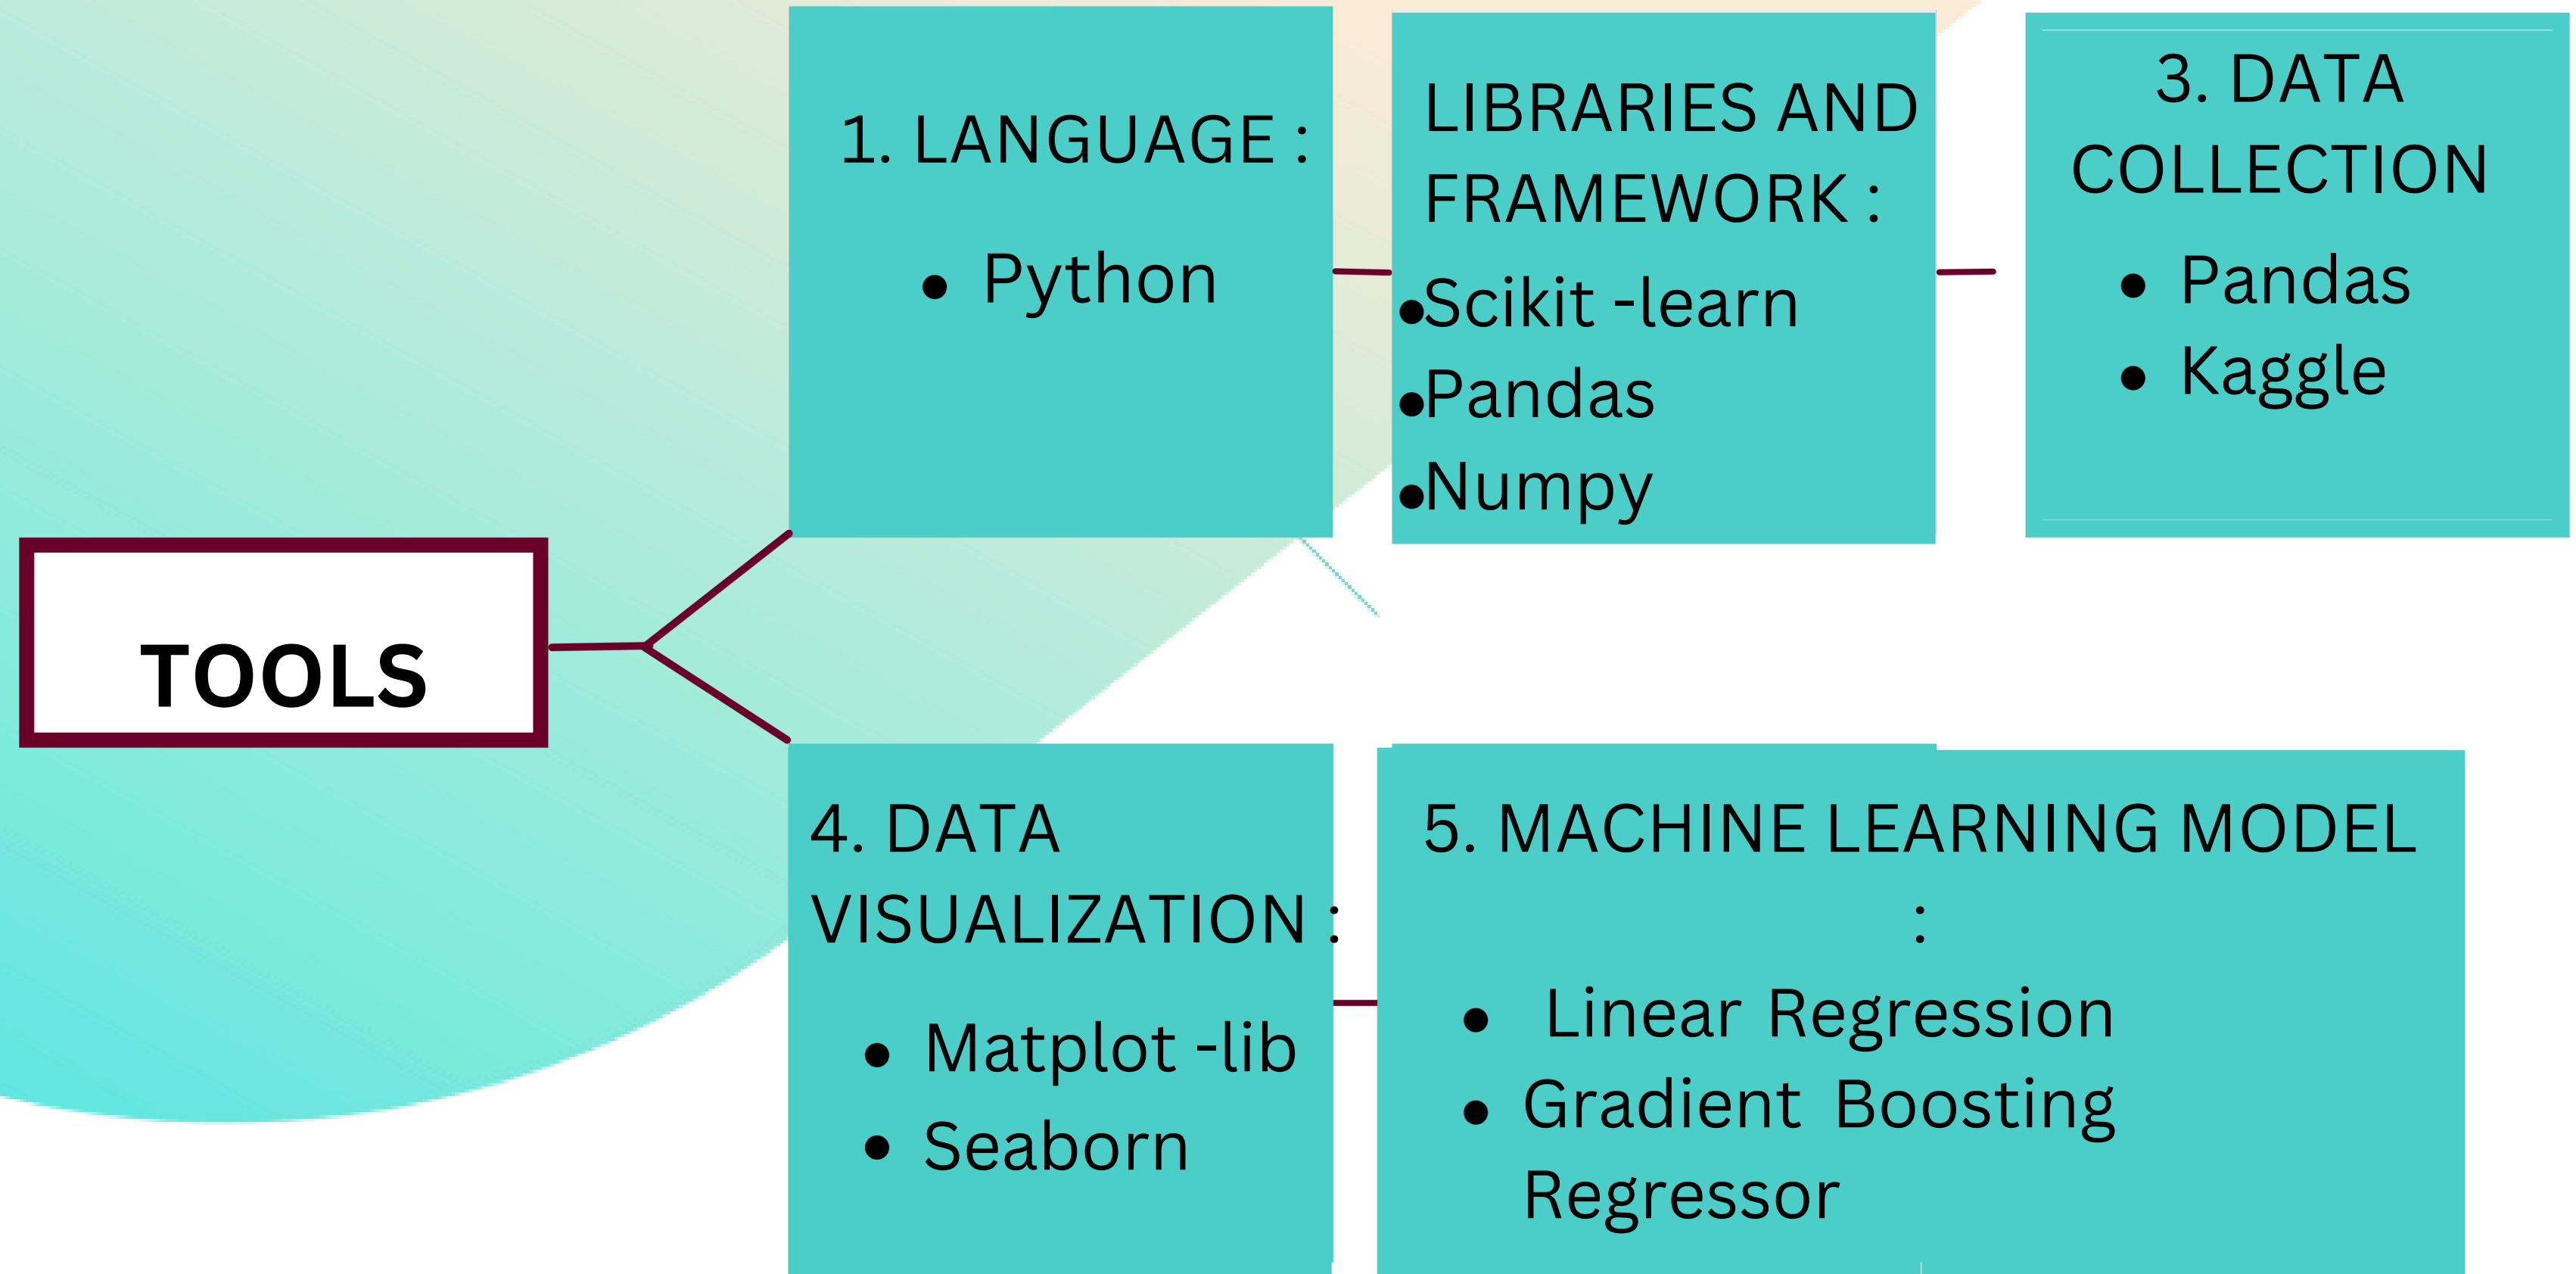 TOOLS
1. LANGUAGE :
• Python
LIBRARIES AND
FRAMEWORK :
•Scikit -learn
•Pandas
•Numpy
3. DATA
COLLECTION
• Pandas
• Kaggle
4. DATA
VISUALIZATION :
• Matplot -lib
• Seaborn
5. MACHINE LEARNING MODEL
:
• Linear Regression
• Gradient Boosting
Regressor